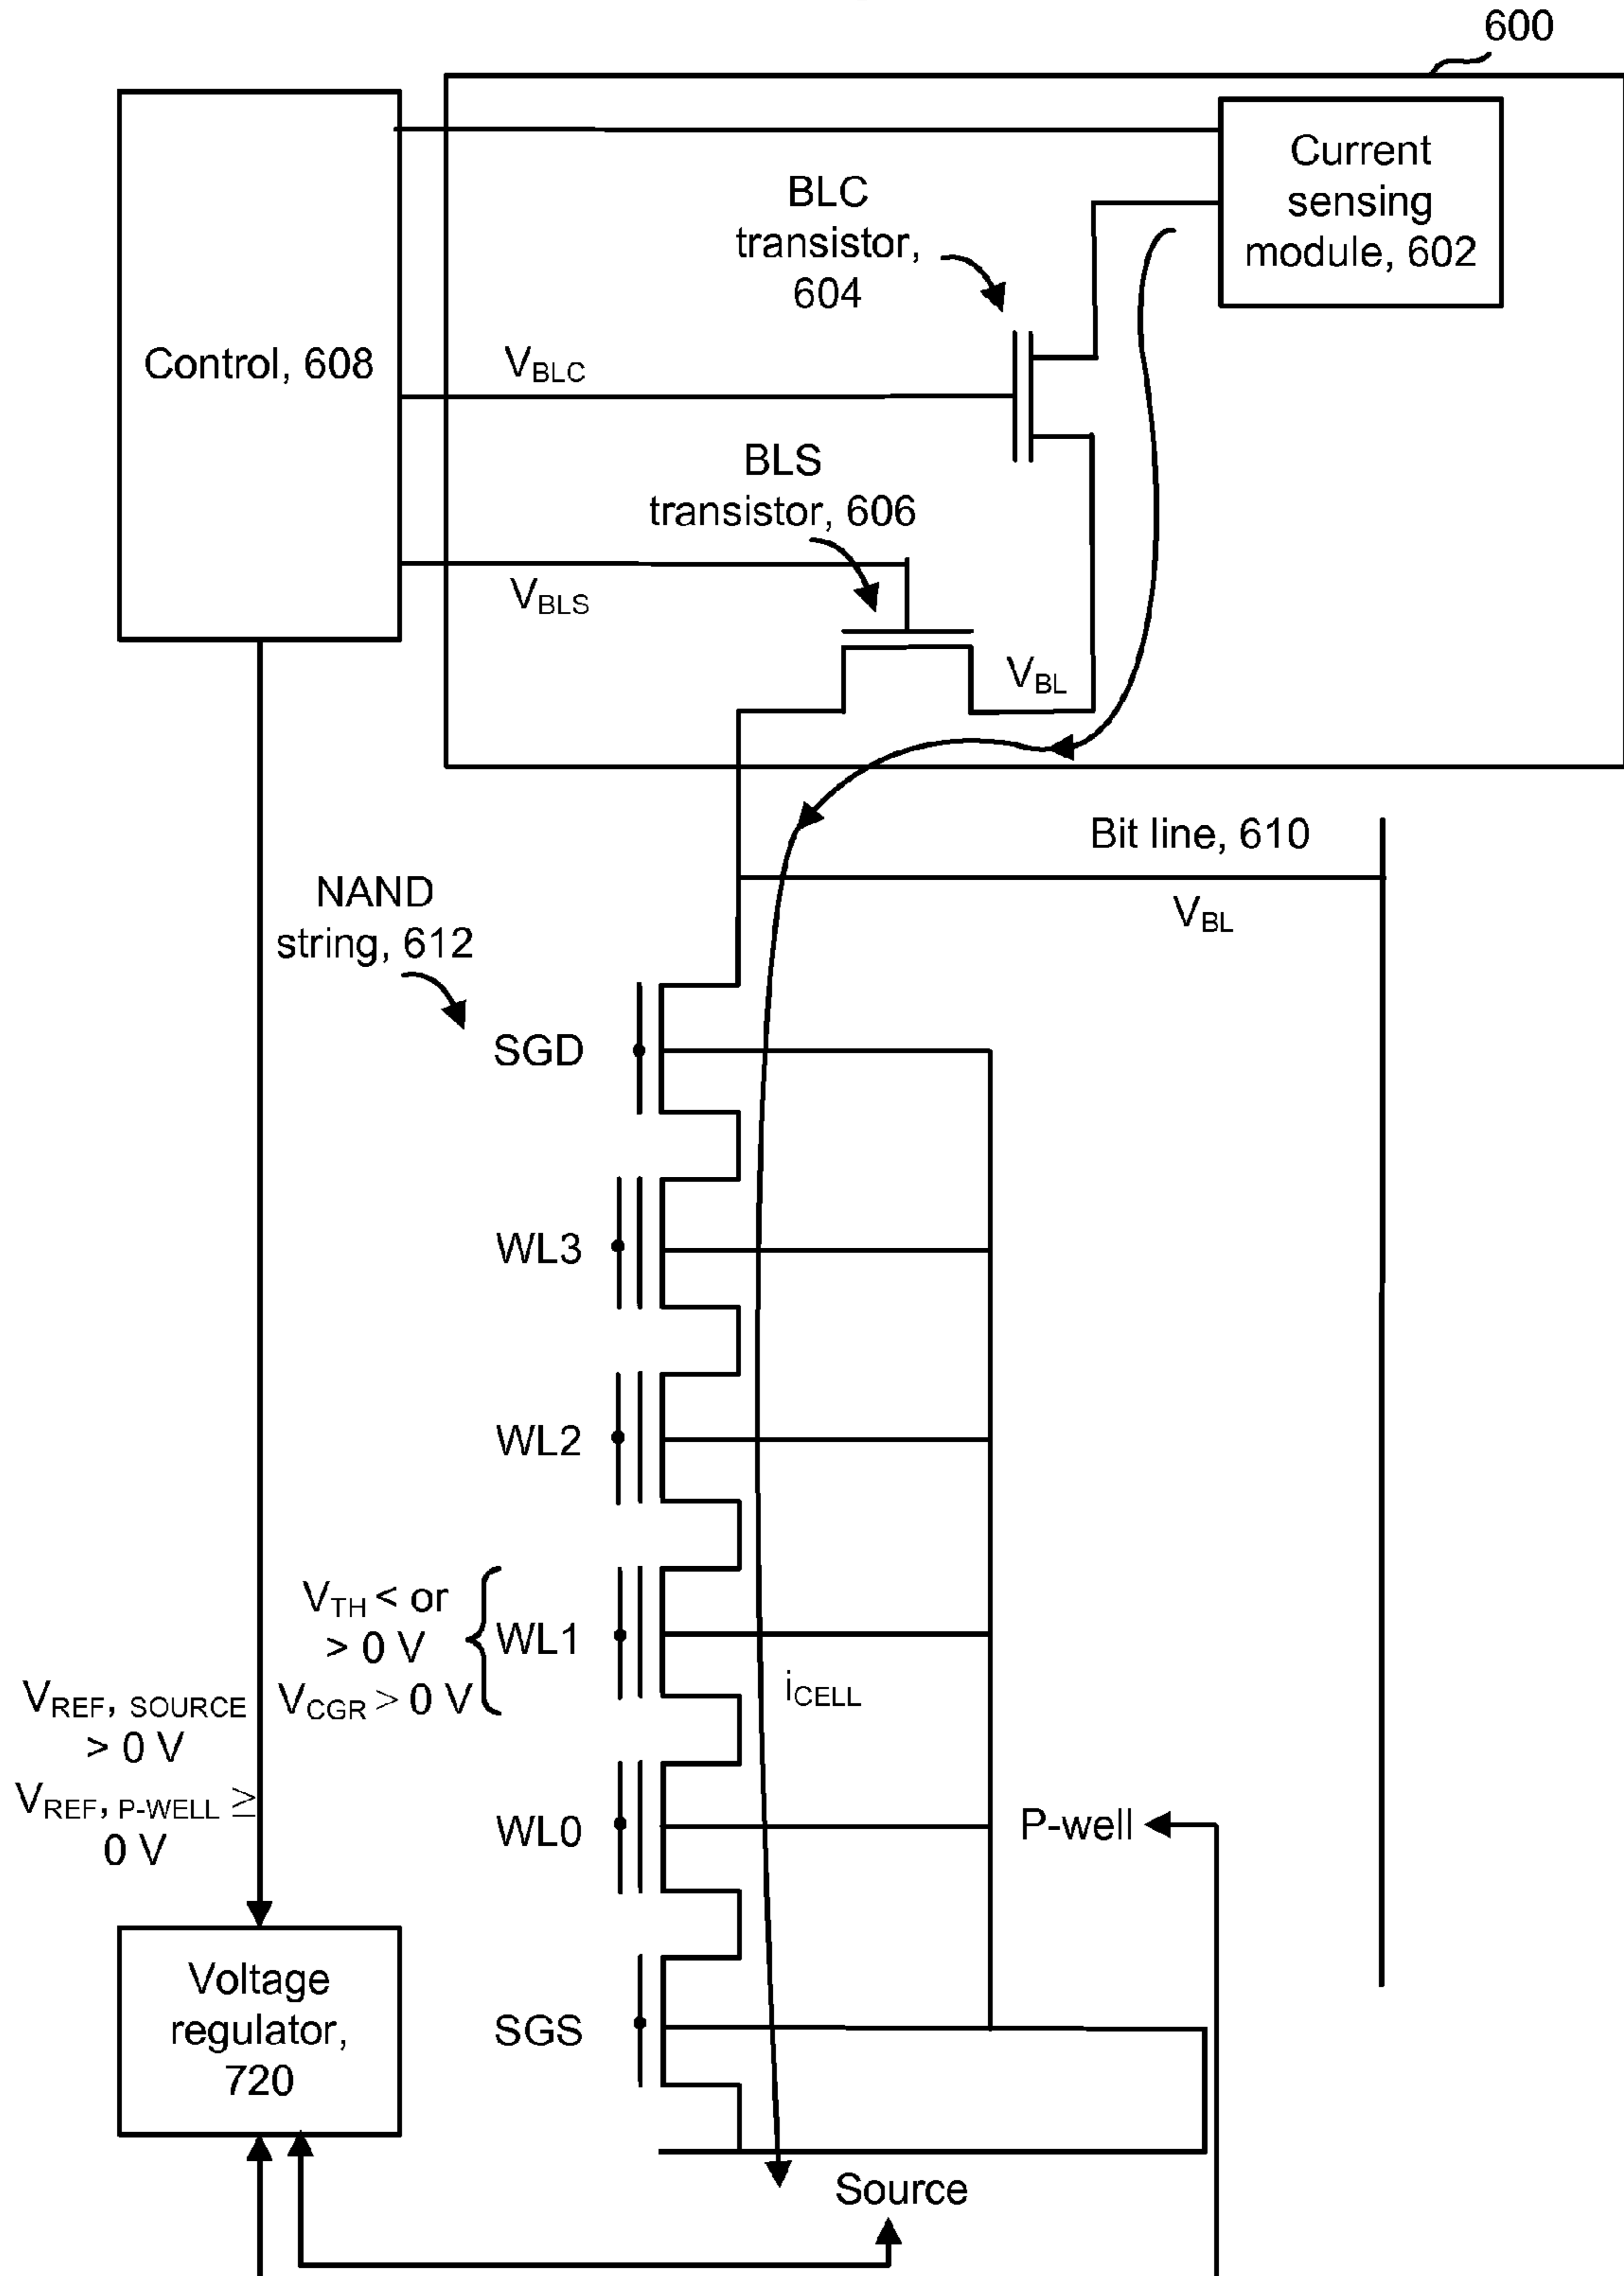 600
Current
sensing
module, 602
BLC
transistor,
604
Control, 608
VBLC
BLS
transistor, 606
VBLS
VBL
Bit line, 610
VBL
NAND
string, 612
SGD
WL3
WL2
VTH < or
> 0 V
VCGR > 0 V
WL1
iCELL
VREF, SOURCE
> 0 V
VREF, P-WELL ≥
0 V
WL0
P-well
Voltage
regulator,
720
SGS
Source